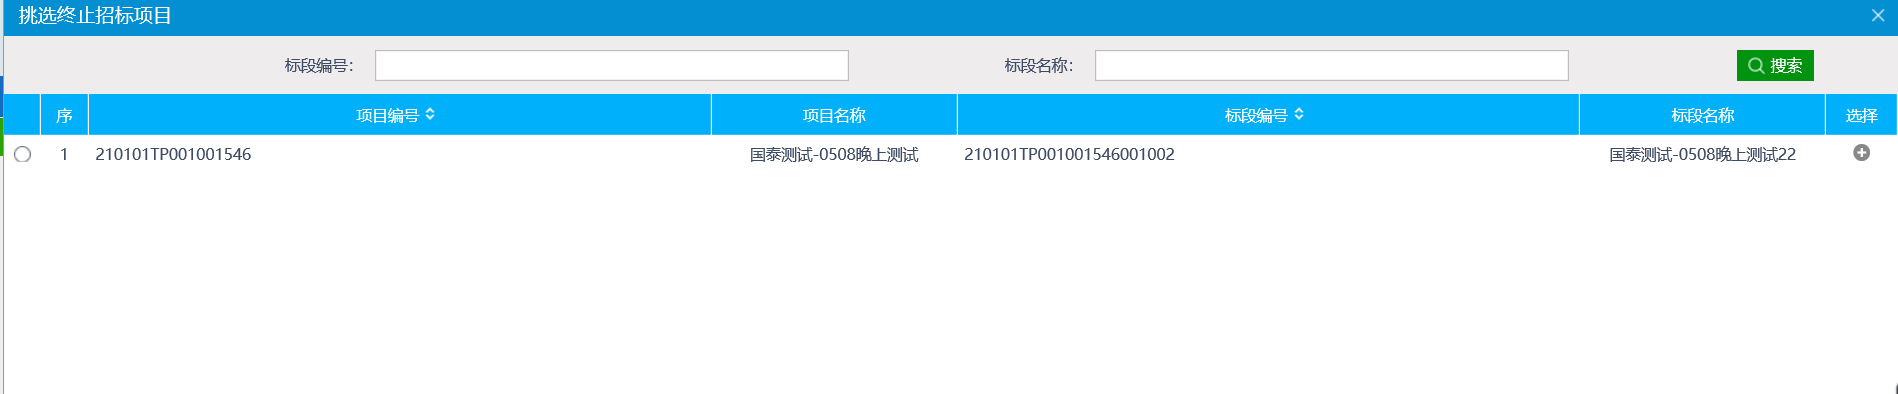 挑选终止招标项目
标段编号： 标段名称： 搜索
序 项目编号 项目名称 标段编号 标段名称 选择
1 210101TP001001546 国泰测试-0508晚上测试 210101TP001001546001002 国泰测试-0508晚上测试22